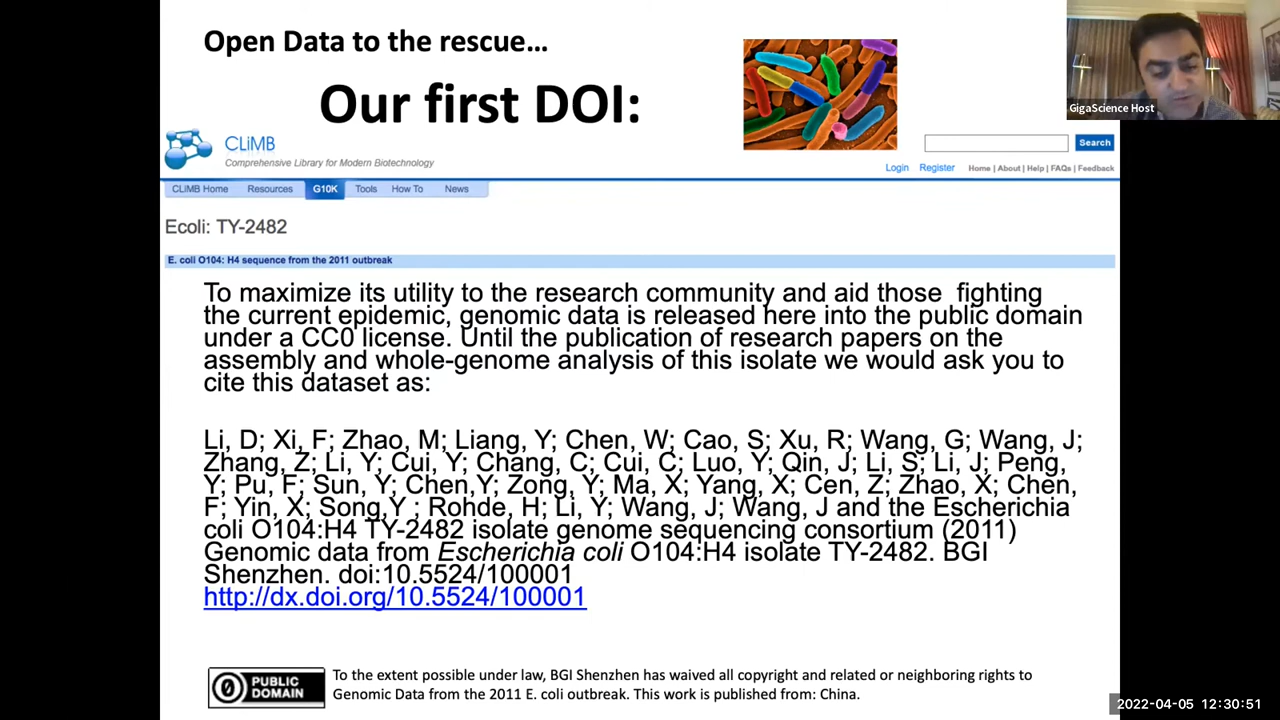 Open Data to the rescue…
Our first DOI:
GigaScience Host
CLiMB
Comprehensive Library for Modern Biotechnology
Search
Login Register Home | About | Help | FAQs | Feedback
CLiMB Home Resources G10K Tools How To News
Ecoli: TY-2482
E. coli O104: H4 sequence from the 2011 outbreak
To maximize its utility to the research community and aid those fighting
the current epidemic, genomic data is released here into the public domain
under a CC0 license. Until the publication of research papers on the
assembly and whole-genome analysis of this isolate we would ask you to
cite this dataset as:
Li, D; Xi, F; Zhao, M; Liang, Y; Chen, W; Cao, S; Xu, R; Wang, G; Wang, J;
Zhang, Z; Li, Y; Cui, Y; Chang, C; Cui, C; Luo, Y; Qin, J; Li, S; Li, J; Peng,
Y; Pu, F; Sun, Y; Chen,Y; Zong, Y; Ma, X; Yang, X; Cen, Z; Zhao, X; Chen,
F; Yin, X; Song,Y ; Rohde, H; Li, Y; Wang, J; Wang, J and the Escherichia
coli O104:H4 TY-2482 isolate genome sequencing consortium (2011)
Genomic data from Escherichia coli O104:H4 isolate TY-2482. BGI
Shenzhen. doi:10.5524/100001
http://dx.doi.org/10.5524/100001
PUBLIC
DOMAIN
To the extent possible under law, BGI Shenzhen has waived all copyright and related or neighboring rights to
Genomic Data from the 2011 E. coli outbreak. This work is published from: China.
2022-04-05 12:30:51